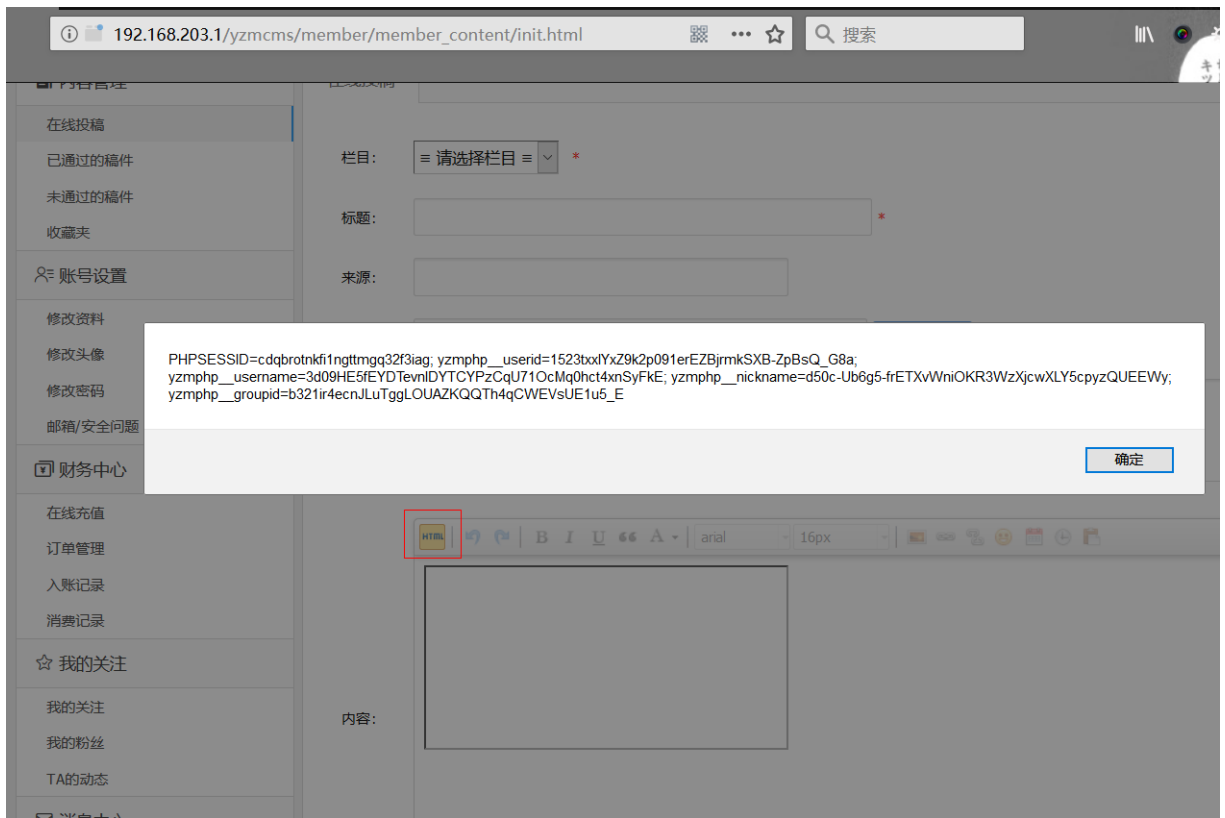 192.168.203.1/yzmcms/member/member_content/init.html
搜索
内容管理
在线投稿
在线投稿
已通过的稿件
未通过的稿件
收藏夹
账号设置
修改资料
修改头像
修改密码
邮箱/安全问题
财务中心
在线充值
订单管理
入账记录
消费记录
我的关注
我的关注
我的粉丝
TA的动态
栏目:
≡ 请选择栏目 ≡
*
标题:
*
来源:
PHPSESSID=cdqbrotnkfi1ngttmgq32f3iag; yzmphp__userid=1523txxlYxZ9k2p091erEZBjrmkSXB-ZpBsQ_G8a;
yzmphp__username=3d09HE5fEYDTevnlDYTCYPzCqU71OcMq0hct4xnSyFkE; yzmphp__nickname=d50c-Ub6g5-frETXvWniOKR3WzXjcwXLY5cpyzQUEEWy;
yzmphp__groupid=b321ir4ecnJLuTggLOUAZKQQTh4qCWEVsUE1u5_E
确定
HTML
B I U 66 A arial 16px
内容: